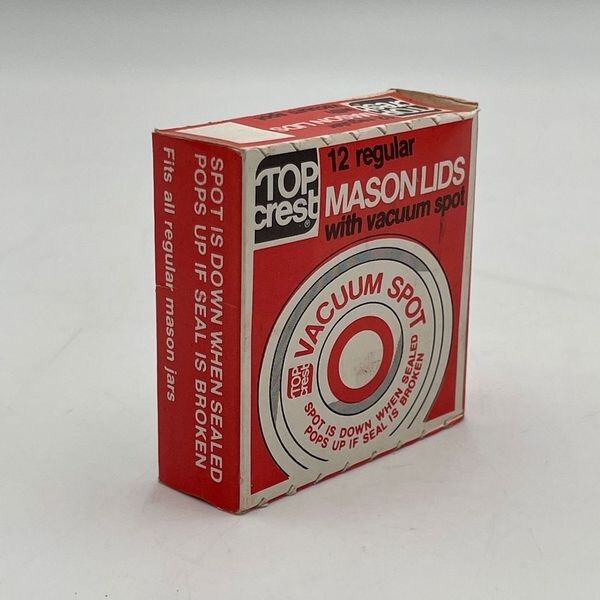 TOP
crest®
12 regular
MASON LIDS
with vacuum spot
VACUUM SPOT
TOP
crest
SPOT IS DOWN WHEN SEALED
POPS UP IF SEAL IS BROKEN
SPOT IS DOWN WHEN SEALED
POPS UP IF SEAL IS BROKEN
Fits all regular mason jars
MASON LIDS